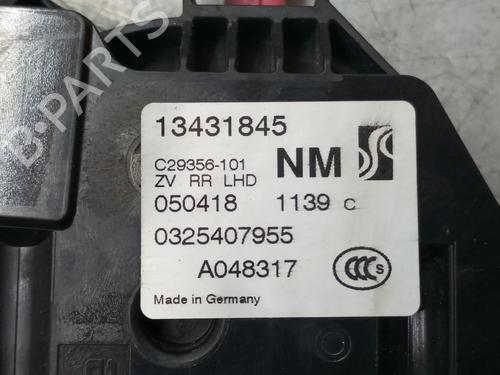 B-PARTS
13431845
C29356-101
NM
ZV RR LHD
050418 1139 C
0325407955
A048317
CCC S
Made in Germany